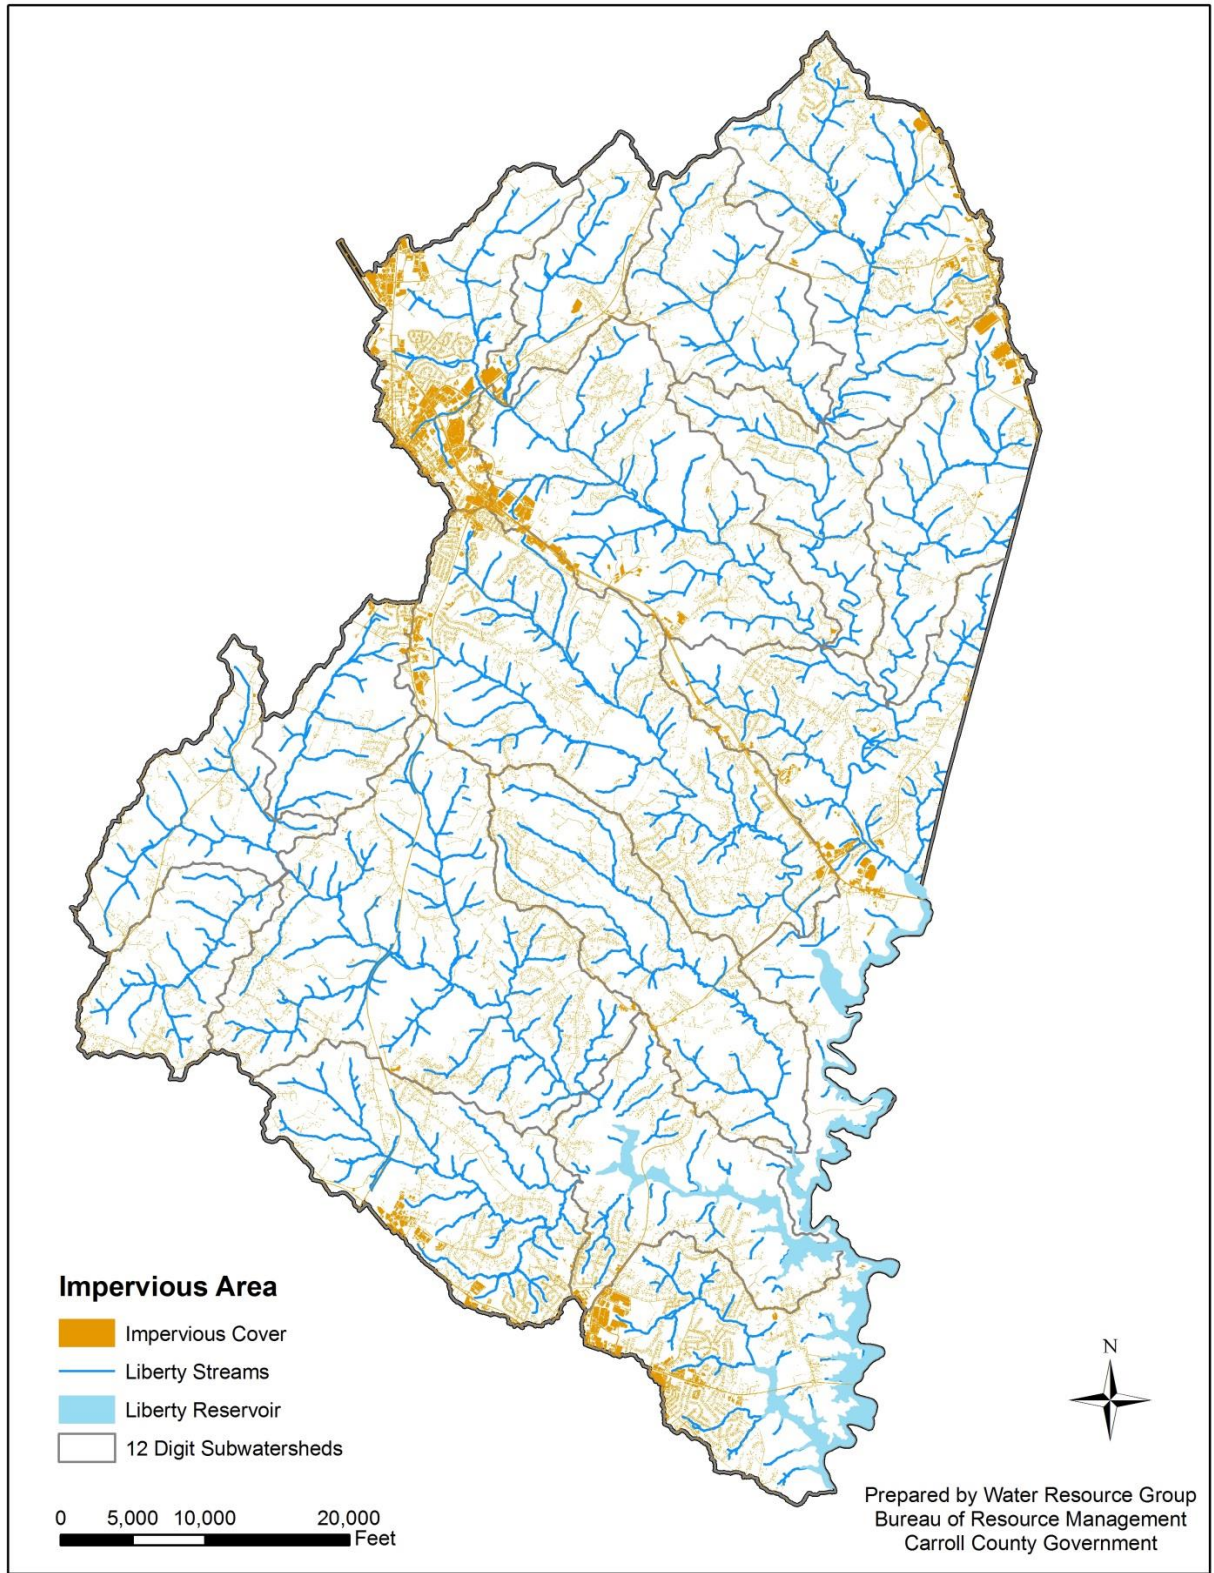 Impervious Area
Impervious Cover
Liberty Streams
Liberty Reservoir
12 Digit Subwatersheds
0 5,000 10,000 20,000
Feet
N
Prepared by Water Resource Group
Bureau of Resource Management
Carroll County Government